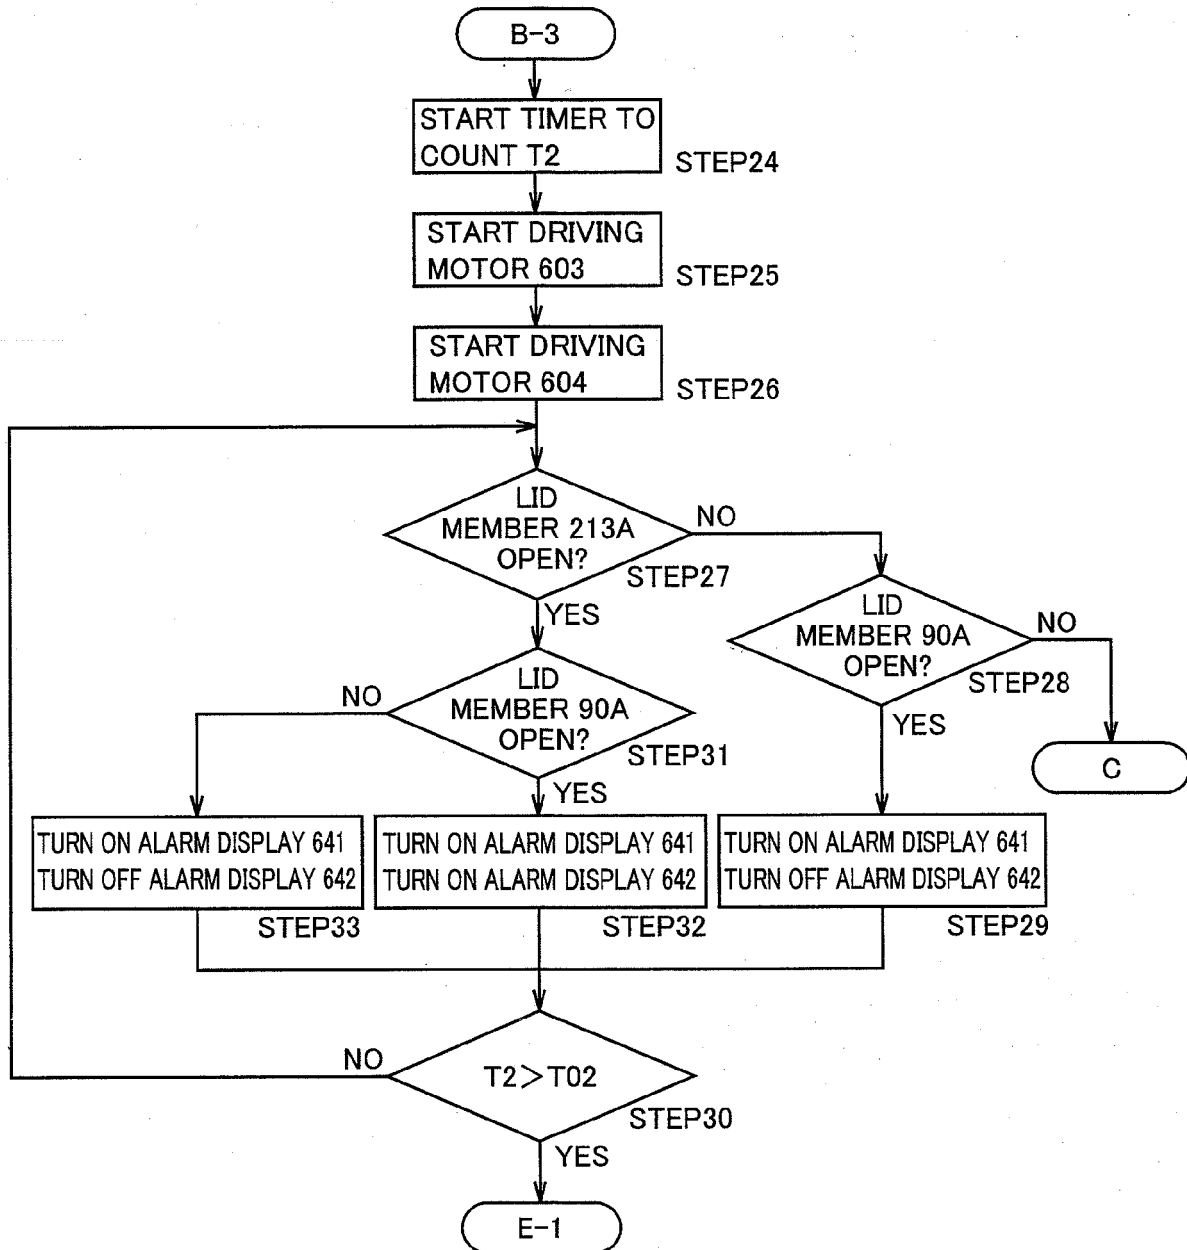 B-3
START TIMER TO
COUNT T2
STEP24
START DRIVING
MOTOR 603
STEP25
START DRIVING
MOTOR 604
STEP26
LID
MEMBER 213A
OPEN?
STEP27
NO
YES
LID
MEMBER 90A
OPEN?
STEP28
NO
YES
C
LID
MEMBER 90A
OPEN?
STEP31
NO
YES
TURN ON ALARM DISPLAY 641
TURN OFF ALARM DISPLAY 642
STEP33
TURN ON ALARM DISPLAY 641
TURN ON ALARM DISPLAY 642
STEP32
TURN ON ALARM DISPLAY 641
TURN OFF ALARM DISPLAY 642
STEP29
T2>T02
STEP30
NO
YES
E-1